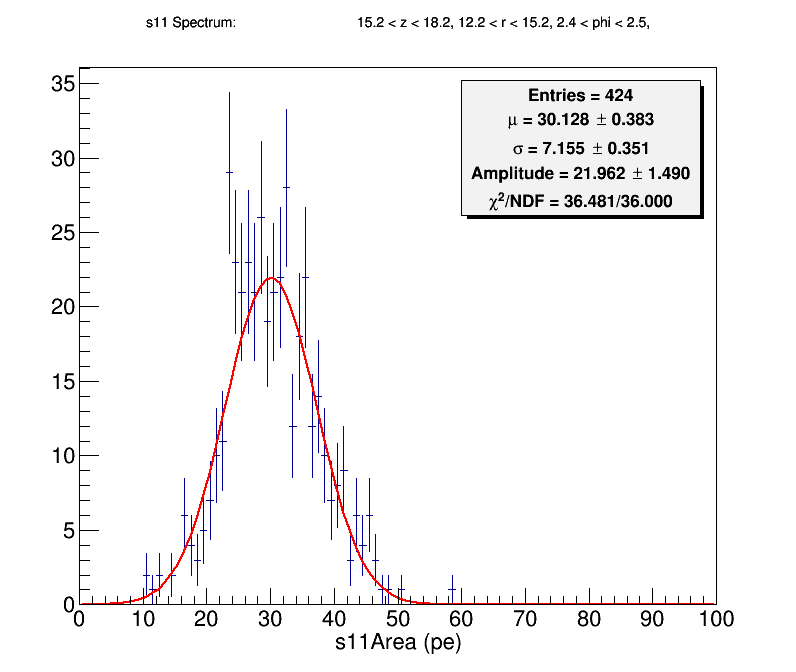 s11 Spectrum: 15.2 < z < 18.2, 12.2 < r < 15.2, 2.4 < phi < 2.5,
Entries = 424
μ = 30.128 ± 0.383
σ = 7.155 ± 0.351
Amplitude = 21.962 ± 1.490
χ²/NDF = 36.481/36.000
35
30
25
20
15
10
5
0
0 10 20 30 40 50 60 70 80 90 100
s11Area (pe)